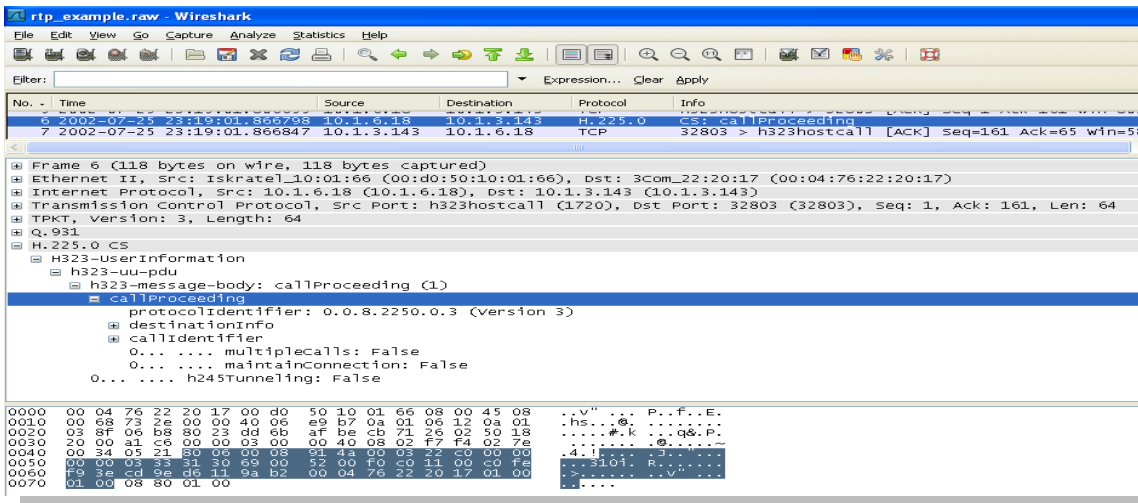 rtp_example.raw - Wireshark
File Edit View Go Capture Analyze Statistics Help
Filter: Expression... Clear Apply
No. - Time Source Destination Protocol Info
6 2002-07-25 23:19:01.866798 10.1.6.18 10.1.3.143 H.225.0 CS: callProceeding
7 2002-07-25 23:19:01.866847 10.1.3.143 10.1.6.18 TCP 32803 > h323hostcall [ACK] Seq=161 Ack=65 Win=58
Frame 6 (118 bytes on wire, 118 bytes captured)
Ethernet II, Src: Iskratel_10:01:66 (00:d0:50:10:01:66), Dst: 3Com_22:20:17 (00:04:76:22:20:17)
Internet Protocol, Src: 10.1.6.18 (10.1.6.18), Dst: 10.1.3.143 (10.1.3.143)
Transmission Control Protocol, Src Port: h323hostcall (1720), Dst Port: 32803 (32803), Seq: 1, Ack: 161, Len: 64
TPKT, Version: 3, Length: 64
Q.931
H.225.0 CS
H323-UserInformation
h323-uu-pdu
h323-message-body: callProceeding (1)
callProceeding
protocolIdentifier: 0.0.8.2250.0.3 (Version 3)
destinationInfo
callIdentifier
0... .... multipleCalls: False
0... .... maintainConnection: False
0... .... h245Tunneling: False
0000 00 04 76 22 20 17 00 d0 50 10 01 66 08 00 45 08 ..v" ... P..f..E.
0010 00 68 73 2e 00 00 40 06 e9 b7 0a 01 06 12 0a 01 .hs...@. ........
0020 03 8f 06 b8 80 23 dd 6b af be cb 71 26 02 50 18 .....#.k ...q&.P.
0030 20 00 a1 c6 00 00 03 00 00 40 08 02 f7 f4 02 7e  ....... .@.....~
0040 00 34 05 21 80 06 00 08 91 4a 00 03 22 c0 00 00 .4.!.... .J.."...
0050 00 00 03 33 31 30 69 00 52 00 f0 c0 11 00 c0 fe ...310i. R.......
0060 f9 3e cd 9e d6 11 9a b2 00 04 76 22 20 17 01 00 .>...... ..v" ...
0070 01 00 08 80 01 00 ......